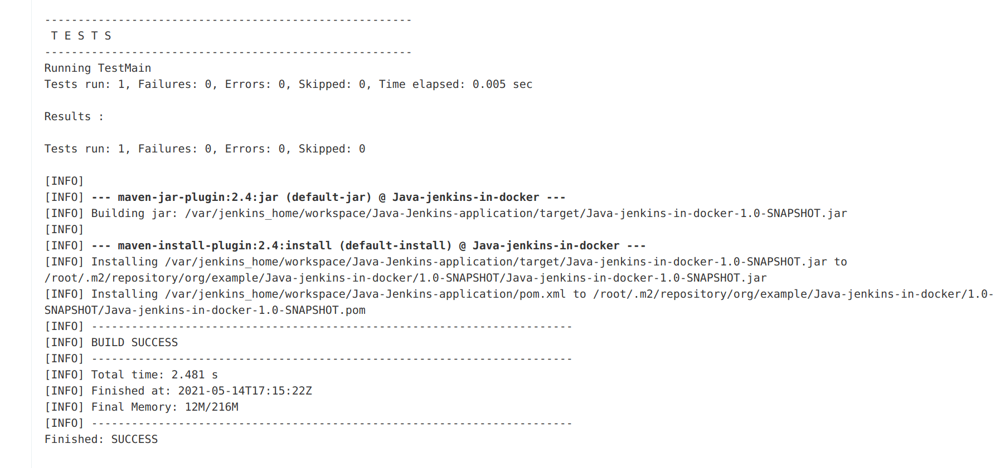 -------------------------------------------------------
 T E S T S
-------------------------------------------------------
Running TestMain
Tests run: 1, Failures: 0, Errors: 0, Skipped: 0, Time elapsed: 0.005 sec

Results :

Tests run: 1, Failures: 0, Errors: 0, Skipped: 0

[INFO]
[INFO] --- maven-jar-plugin:2.4:jar (default-jar) @ Java-jenkins-in-docker ---
[INFO] Building jar: /var/jenkins_home/workspace/Java-Jenkins-application/target/Java-jenkins-in-docker-1.0-SNAPSHOT.jar
[INFO]
[INFO] --- maven-install-plugin:2.4:install (default-install) @ Java-jenkins-in-docker ---
[INFO] Installing /var/jenkins_home/workspace/Java-Jenkins-application/target/Java-jenkins-in-docker-1.0-SNAPSHOT.jar to
/root/.m2/repository/org/example/Java-jenkins-in-docker/1.0-SNAPSHOT/Java-jenkins-in-docker-1.0-SNAPSHOT.jar
[INFO] Installing /var/jenkins_home/workspace/Java-Jenkins-application/pom.xml to /root/.m2/repository/org/example/Java-jenkins-in-docker/1.0-
SNAPSHOT/Java-jenkins-in-docker-1.0-SNAPSHOT.pom
[INFO] ------------------------------------------------------------------------
[INFO] BUILD SUCCESS
[INFO] ------------------------------------------------------------------------
[INFO] Total time: 2.481 s
[INFO] Finished at: 2021-05-14T17:15:22Z
[INFO] Final Memory: 12M/216M
[INFO] ------------------------------------------------------------------------
Finished: SUCCESS